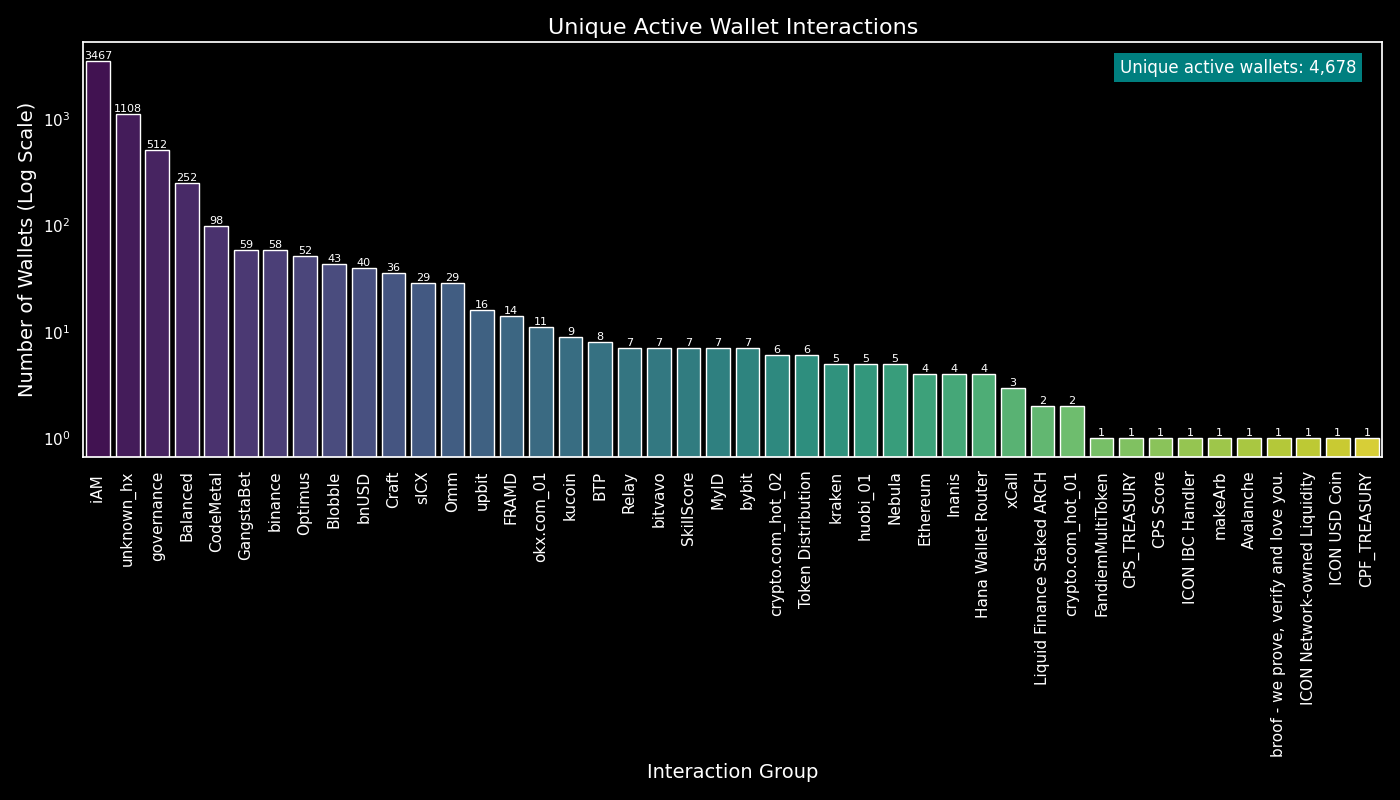 Unique Active Wallet Interactions
Unique active wallets: 4,678
Number of Wallets (Log Scale)
10³
10²
10¹
10⁰
3467
1108
512
252
98
59
58
52
43
40
36
29
29
16
14
11
9
8
7
7
7
7
7
6
6
5
5
5
4
4
4
3
2
2
1
1
1
1
1
1
1
1
1
1
iAM
unknown_hx
governance
Balanced
CodeMetal
GangstaBet
binance
Optimus
Blobble
bnUSD
Craft
sICX
Omm
upbit
FRAMD
okx.com_01
kucoin
BTP
Relay
bitvavo
SkillScore
MyID
bybit
crypto.com_hot_02
Token Distribution
kraken
huobi_01
Nebula
Ethereum
Inanis
Hana Wallet Router
xCall
Liquid Finance Staked ARCH
crypto.com_hot_01
FandiemMultiToken
CPS_TREASURY
CPS Score
ICON IBC Handler
makeArb
Avalanche
broof - we prove, verify and love you.
ICON Network-owned Liquidity
ICON USD Coin
CPF_TREASURY
Interaction Group